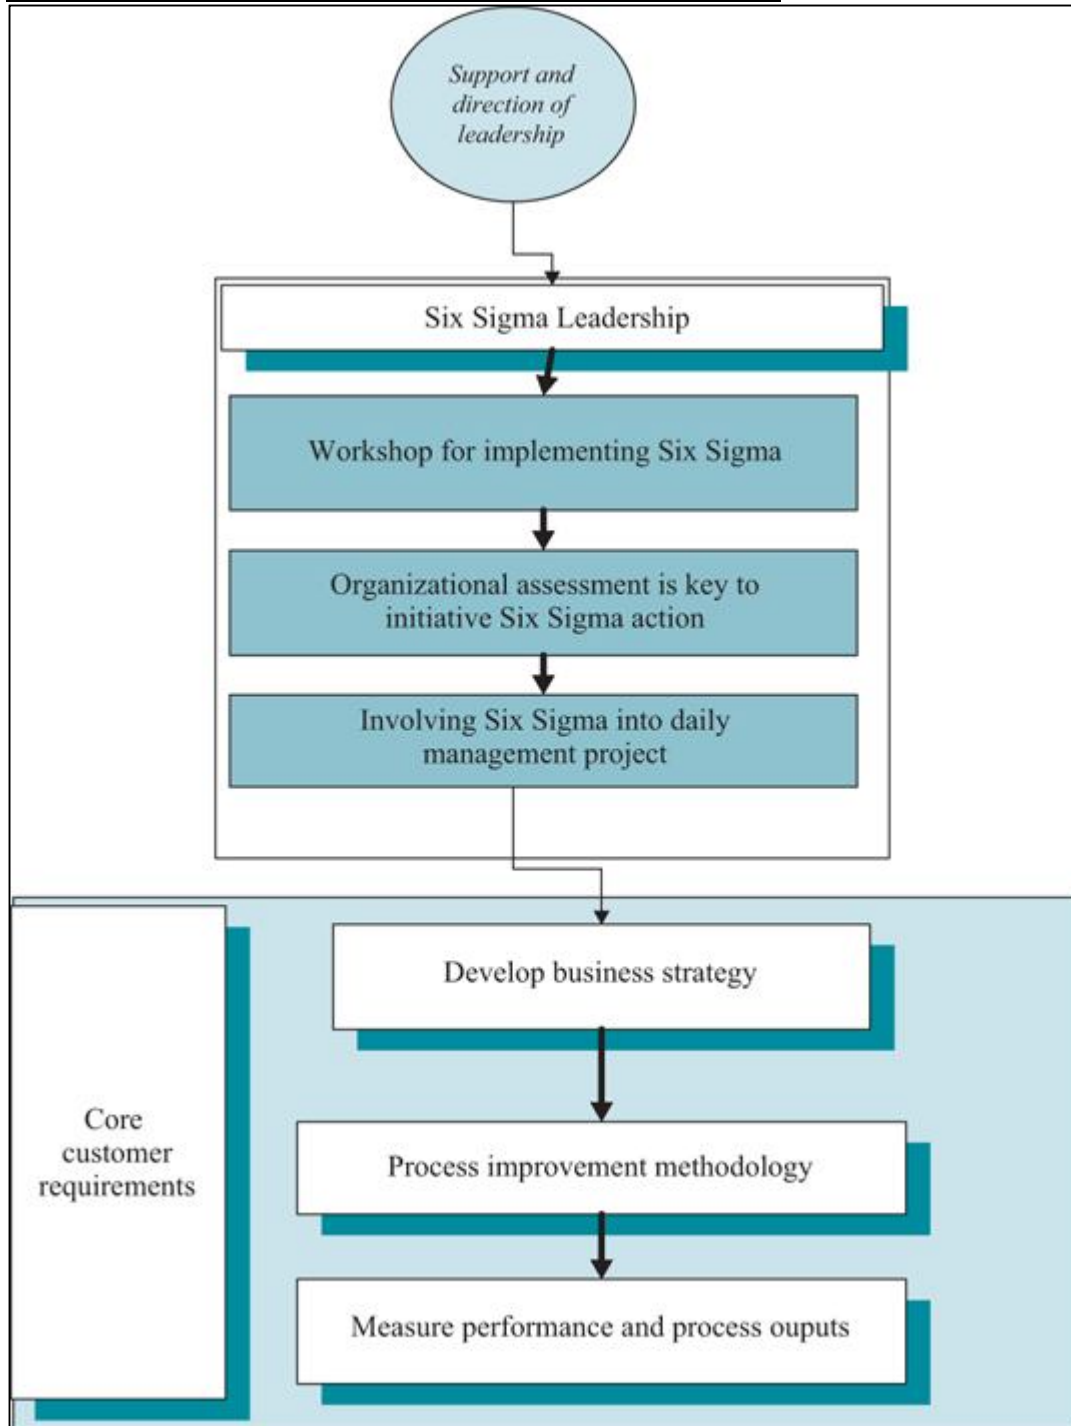 Support and
direction of
leadership
Six Sigma Leadership
Workshop for implementing Six Sigma
Organizational assessment is key to
initiative Six Sigma action
Involving Six Sigma into daily
management project
Develop business strategy
Core
customer
requirements
Process improvement methodology
Measure performance and process ouputs